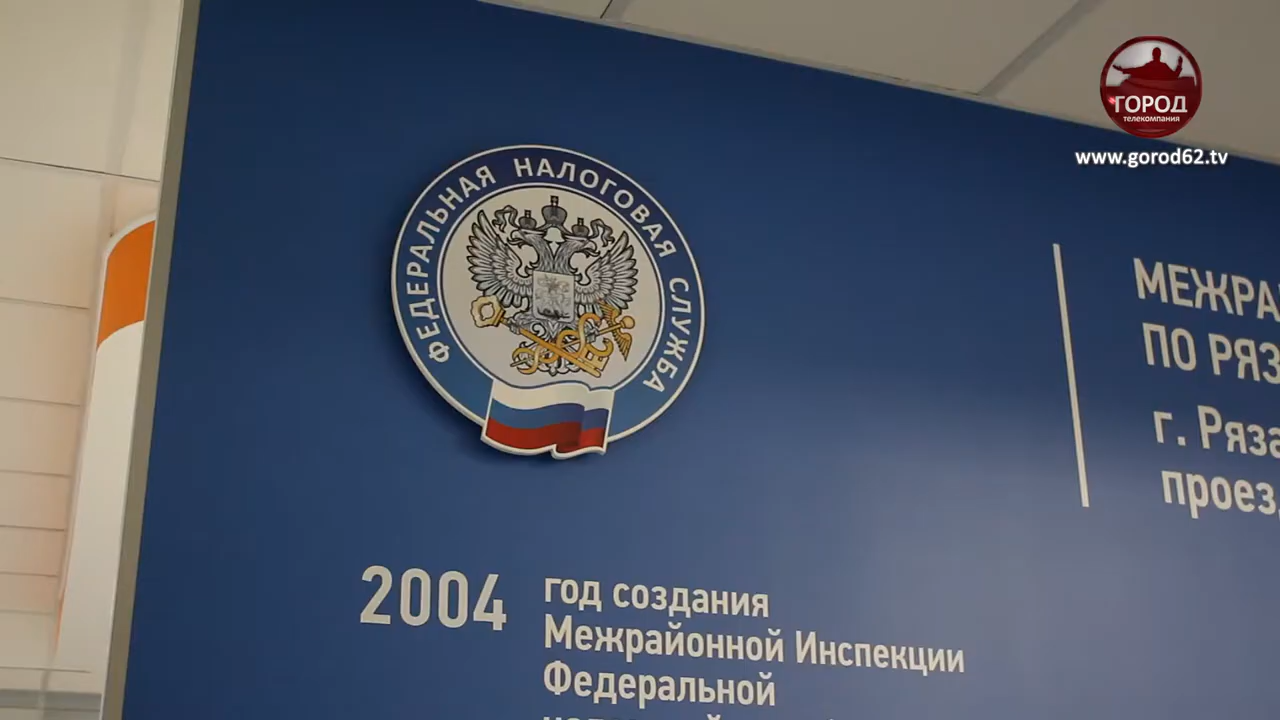 ГОРОД
телекомпания
www.gorod62.tv
ФЕДЕРАЛЬНАЯ НАЛОГОВАЯ СЛУЖБА
МЕЖРА
ПО РЯЗ
г. Ряза
проез
2004
год создания
Межрайонной Инспекции
Федеральной